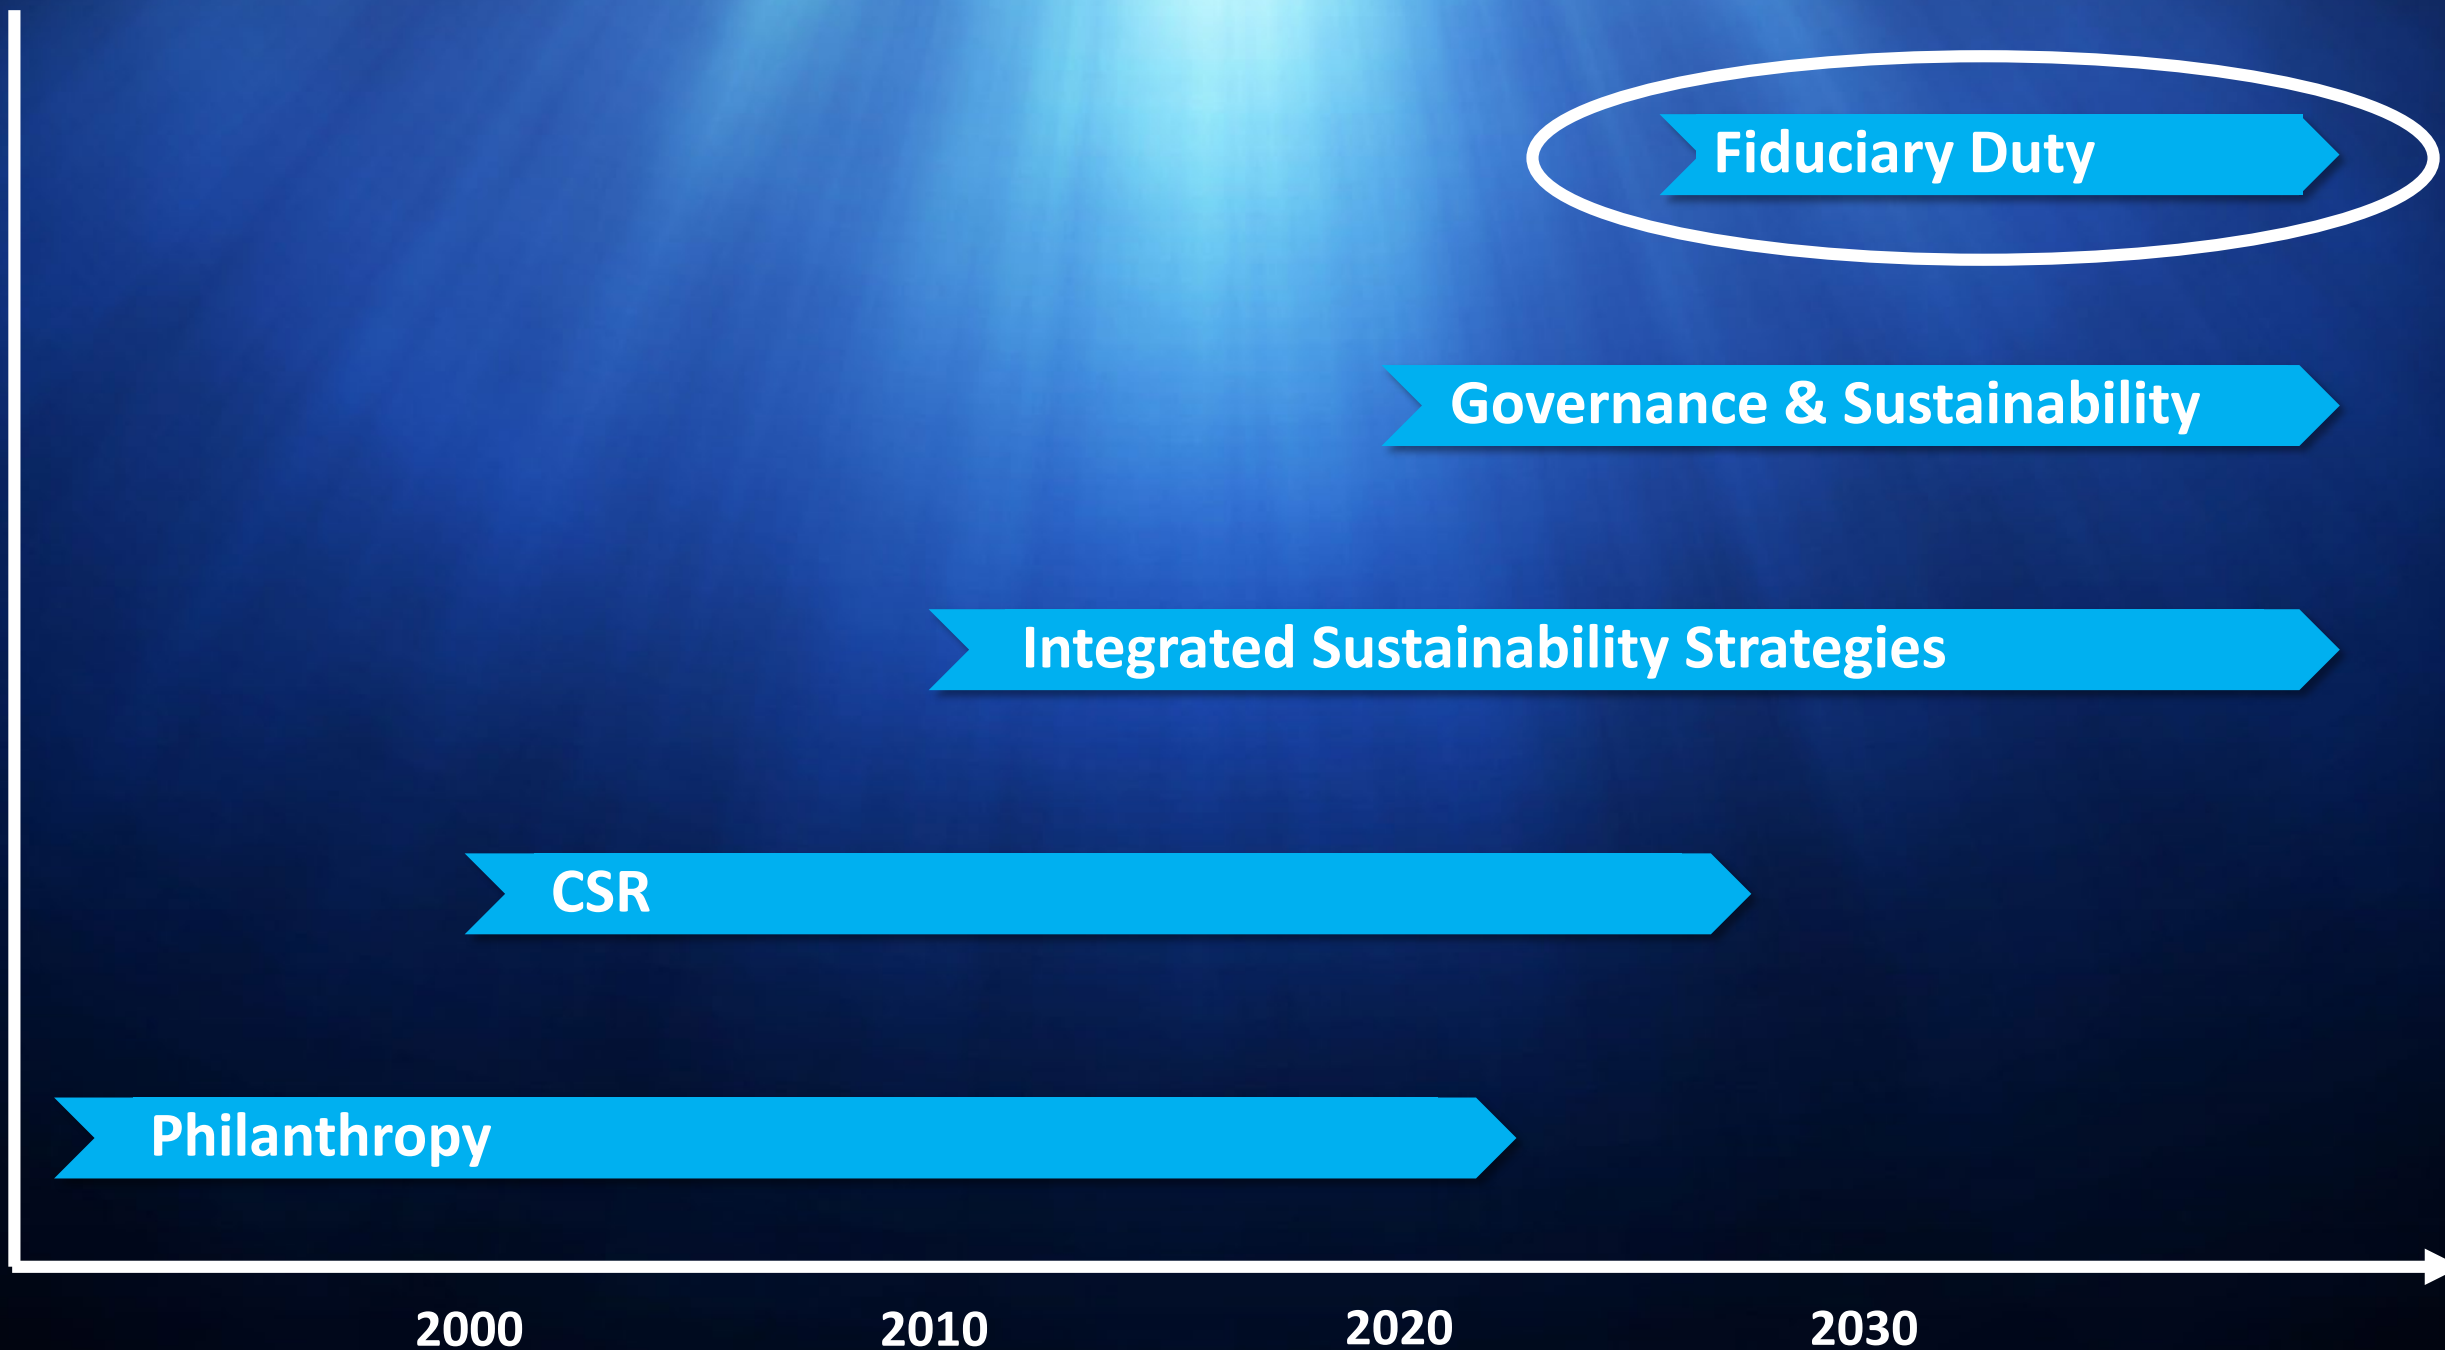 Fiduciary Duty
Governance & Sustainability
Integrated Sustainability Strategies
CSR
Philanthropy
2000 2010 2020 2030